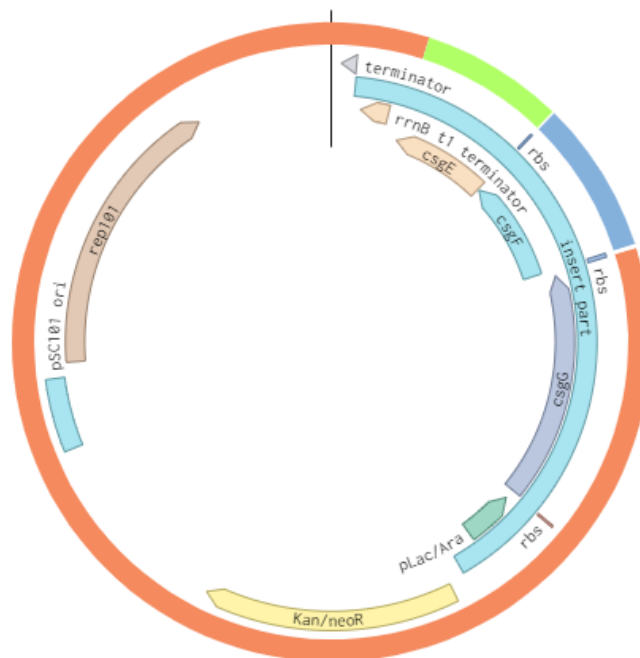 terminator
rrnB t1 terminator
csgE
rbs
csgF
insert part
rbs
csgG
rbs
pLac/Ara
Kan/neoR
pSC101 ori
rep101